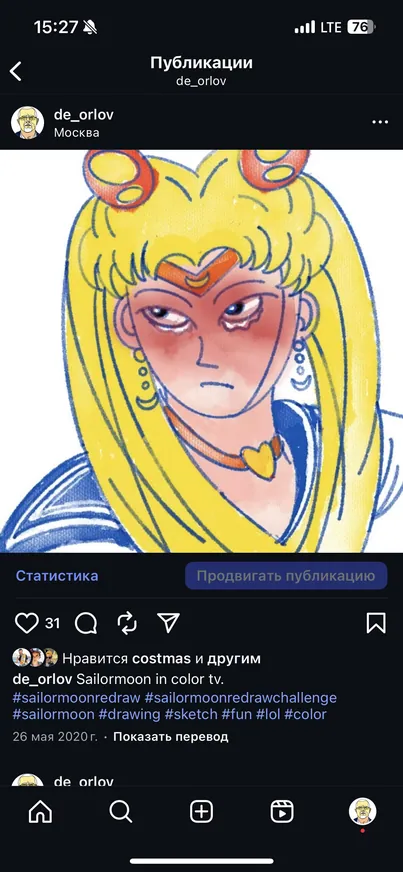 15:27
LTE 76
Публикации
de_orlov
de_orlov
Москва
Статистика
Продвигать публикацию
31
Нравится costmas и другим
de_orlov Sailormoon in color tv.
#sailormoonredraw #sailormoonredrawchallenge
#sailormoon #drawing #sketch #fun #lol #color
26 мая 2020 г. · Показать перевод
de_orlov